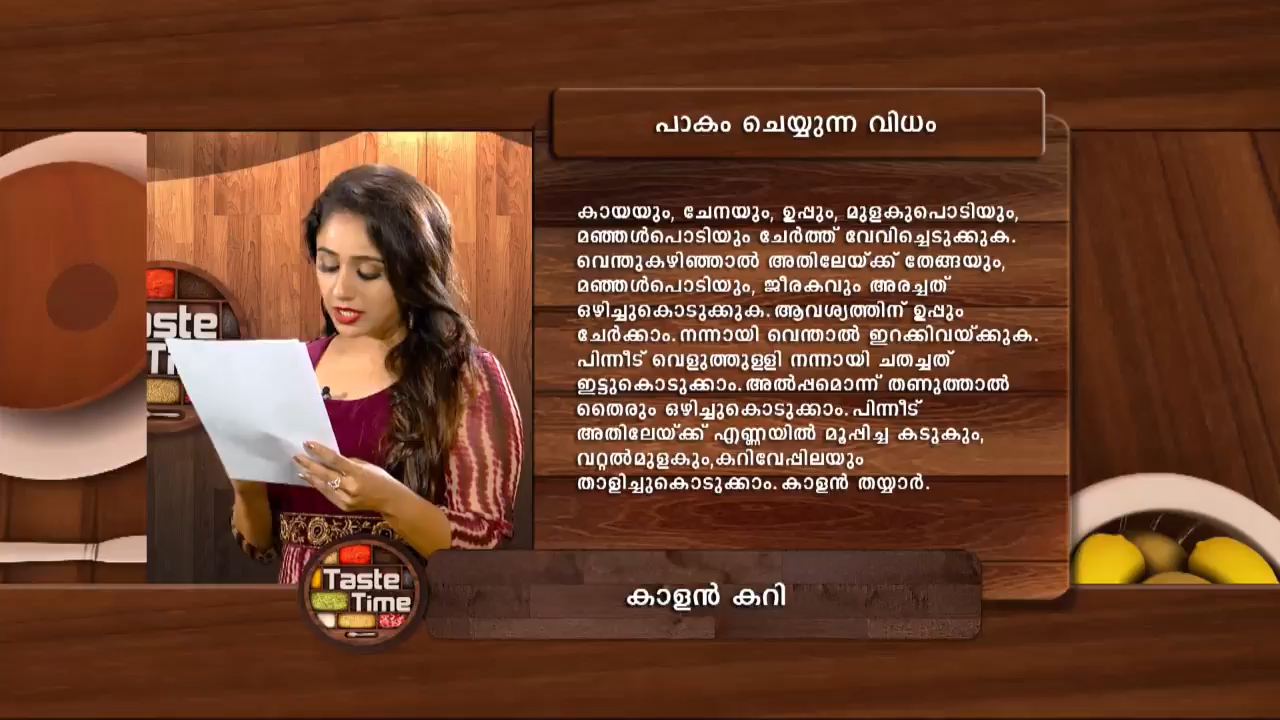 പാകം ചെയ്യുന്ന വിധം
കായയും, ചേനയും, ഉപ്പും, മുളകുപൊടിയും,
മഞ്ഞൾപൊടിയും ചേർത്ത് വേവിച്ചെടുക്കുക.
വെന്തുകഴിഞ്ഞാൽ അതിലേയ്ക്ക് തേങ്ങയും,
മഞ്ഞൾപൊടിയും, ജീരകവും അരച്ചത്
ഒഴിച്ചുകൊടുക്കുക.ആവശ്യത്തിന് ഉപ്പും
ചേർക്കാം.നന്നായി വെന്താൽ ഇറക്കിവയ്ക്കുക.
പിന്നീട് വെളുത്തുള്ളി നന്നായി ചതച്ചത്
ഇട്ടുകൊടുക്കാം.അൽപ്പമൊന്ന് തണുത്താൽ
തൈരും ഒഴിച്ചുകൊടുക്കാം.പിന്നീട്
അതിലേയ്ക്ക് എണ്ണയിൽ മൂപ്പിച്ച കടുകും,
വറ്റൽമുളകും,കറിവേപ്പിലയും
താളിച്ചുകൊടുക്കാം.കാളൻ തയ്യാർ.
Taste
Time
കാളൻ കറി